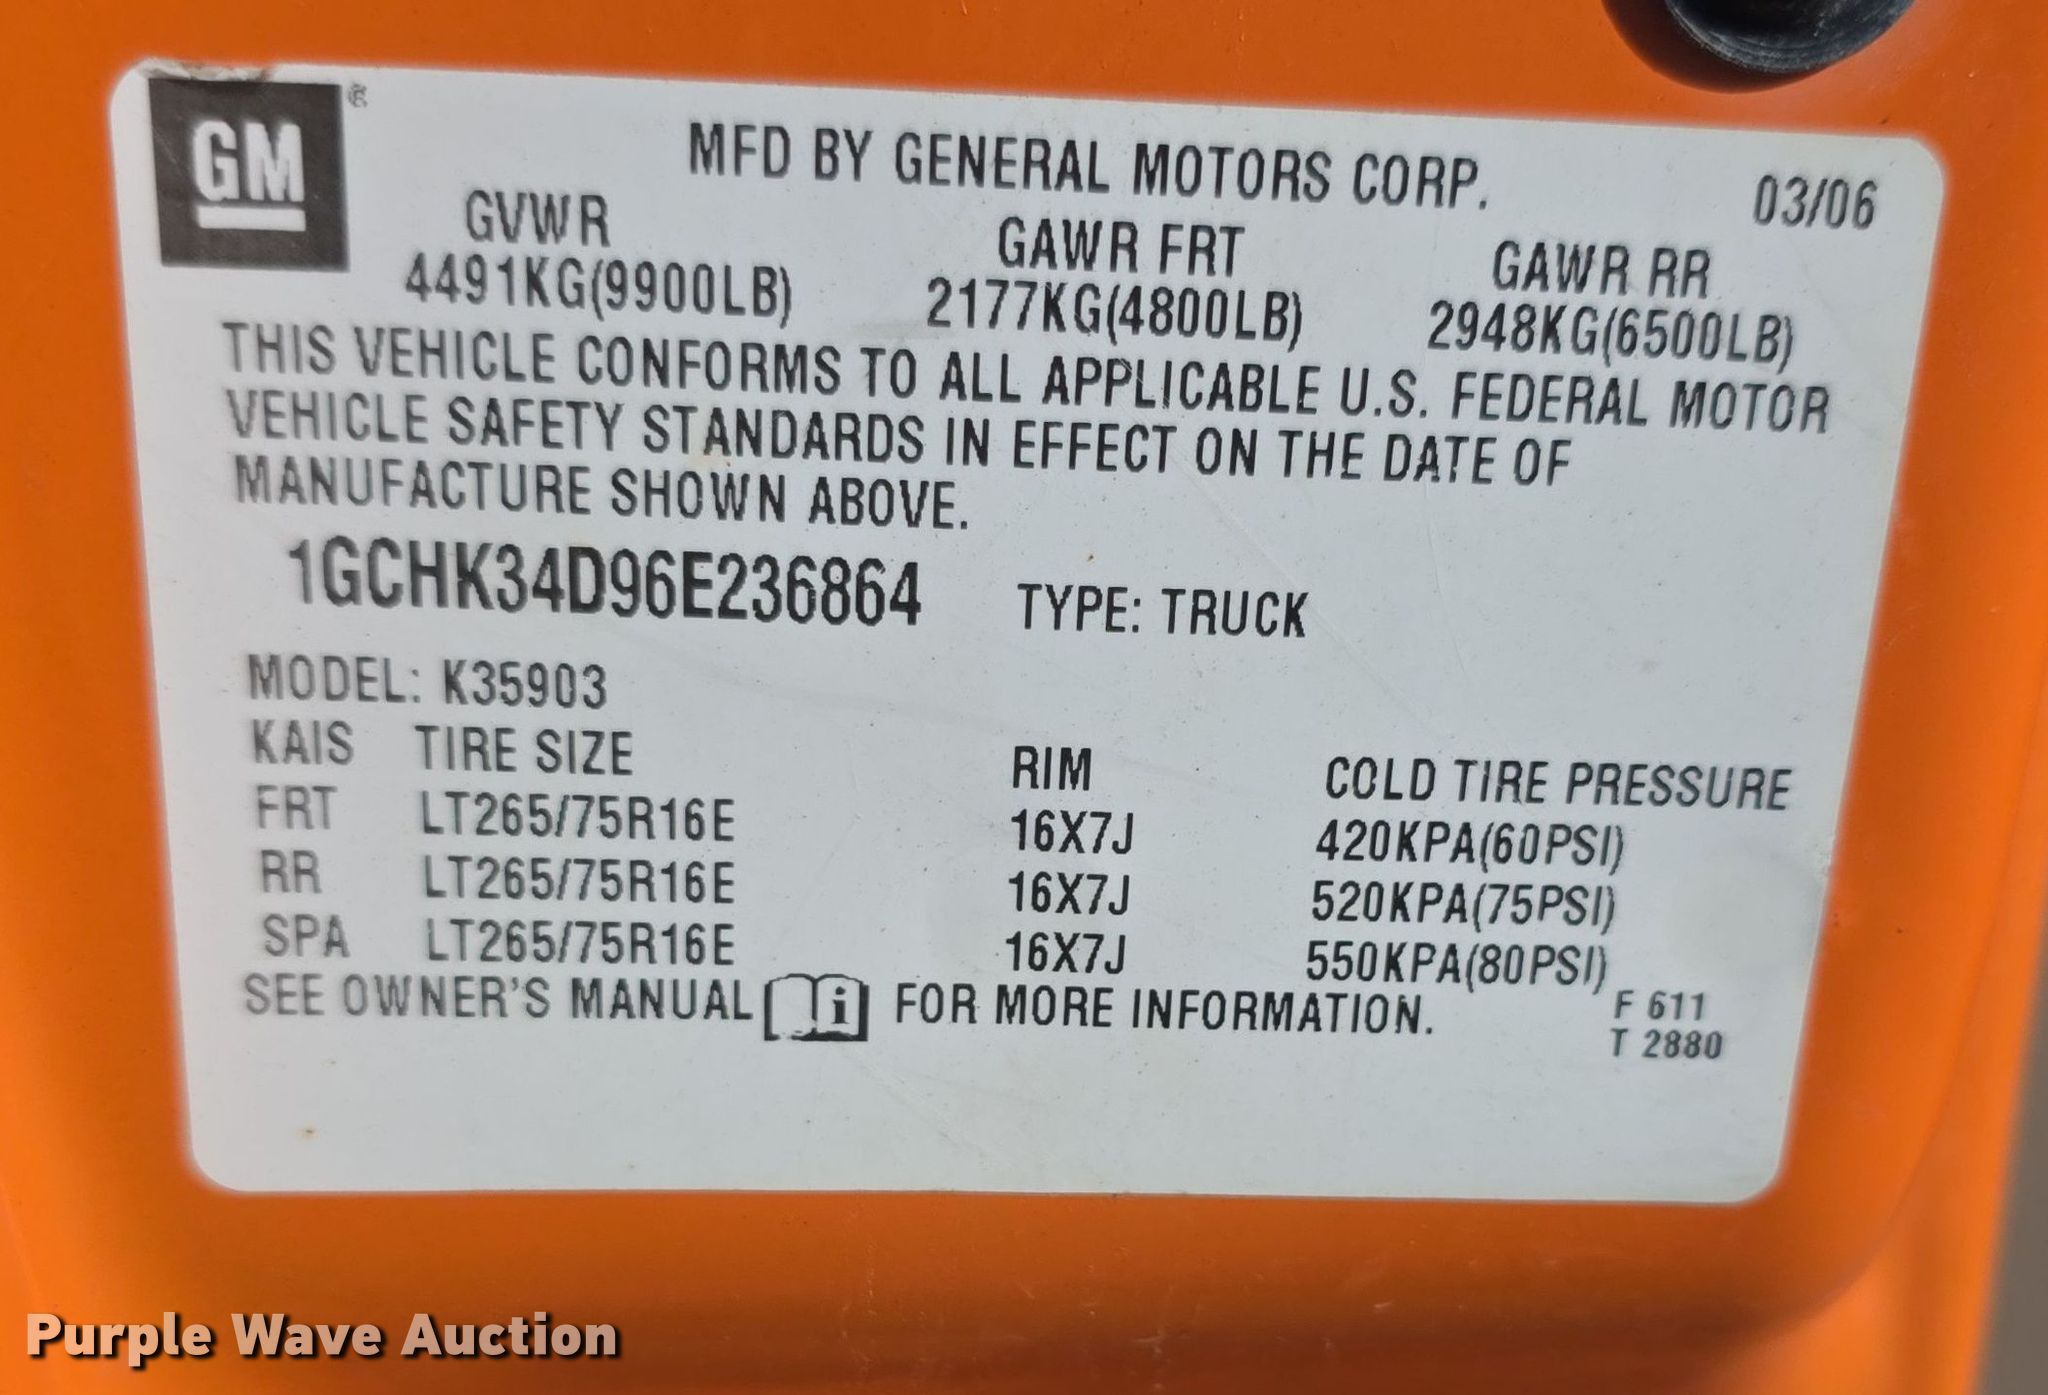 GM
MFD BY GENERAL MOTORS CORP. 03/06
GVWR GAWR FRT GAWR RR
4491KG(9900LB) 2177KG(4800LB) 2948KG(6500LB)
THIS VEHICLE CONFORMS TO ALL APPLICABLE U.S. FEDERAL MOTOR
VEHICLE SAFETY STANDARDS IN EFFECT ON THE DATE OF
MANUFACTURE SHOWN ABOVE.
1GCHK34D96E236864 TYPE: TRUCK
MODEL: K35903
KAIS TIRE SIZE RIM COLD TIRE PRESSURE
FRT LT265/75R16E 16X7J 420KPA(60PSI)
RR LT265/75R16E 16X7J 520KPA(75PSI)
SPA LT265/75R16E 16X7J 550KPA(80PSI)
SEE OWNER'S MANUAL i FOR MORE INFORMATION.
F 611
T 2880
Purple Wave Auction